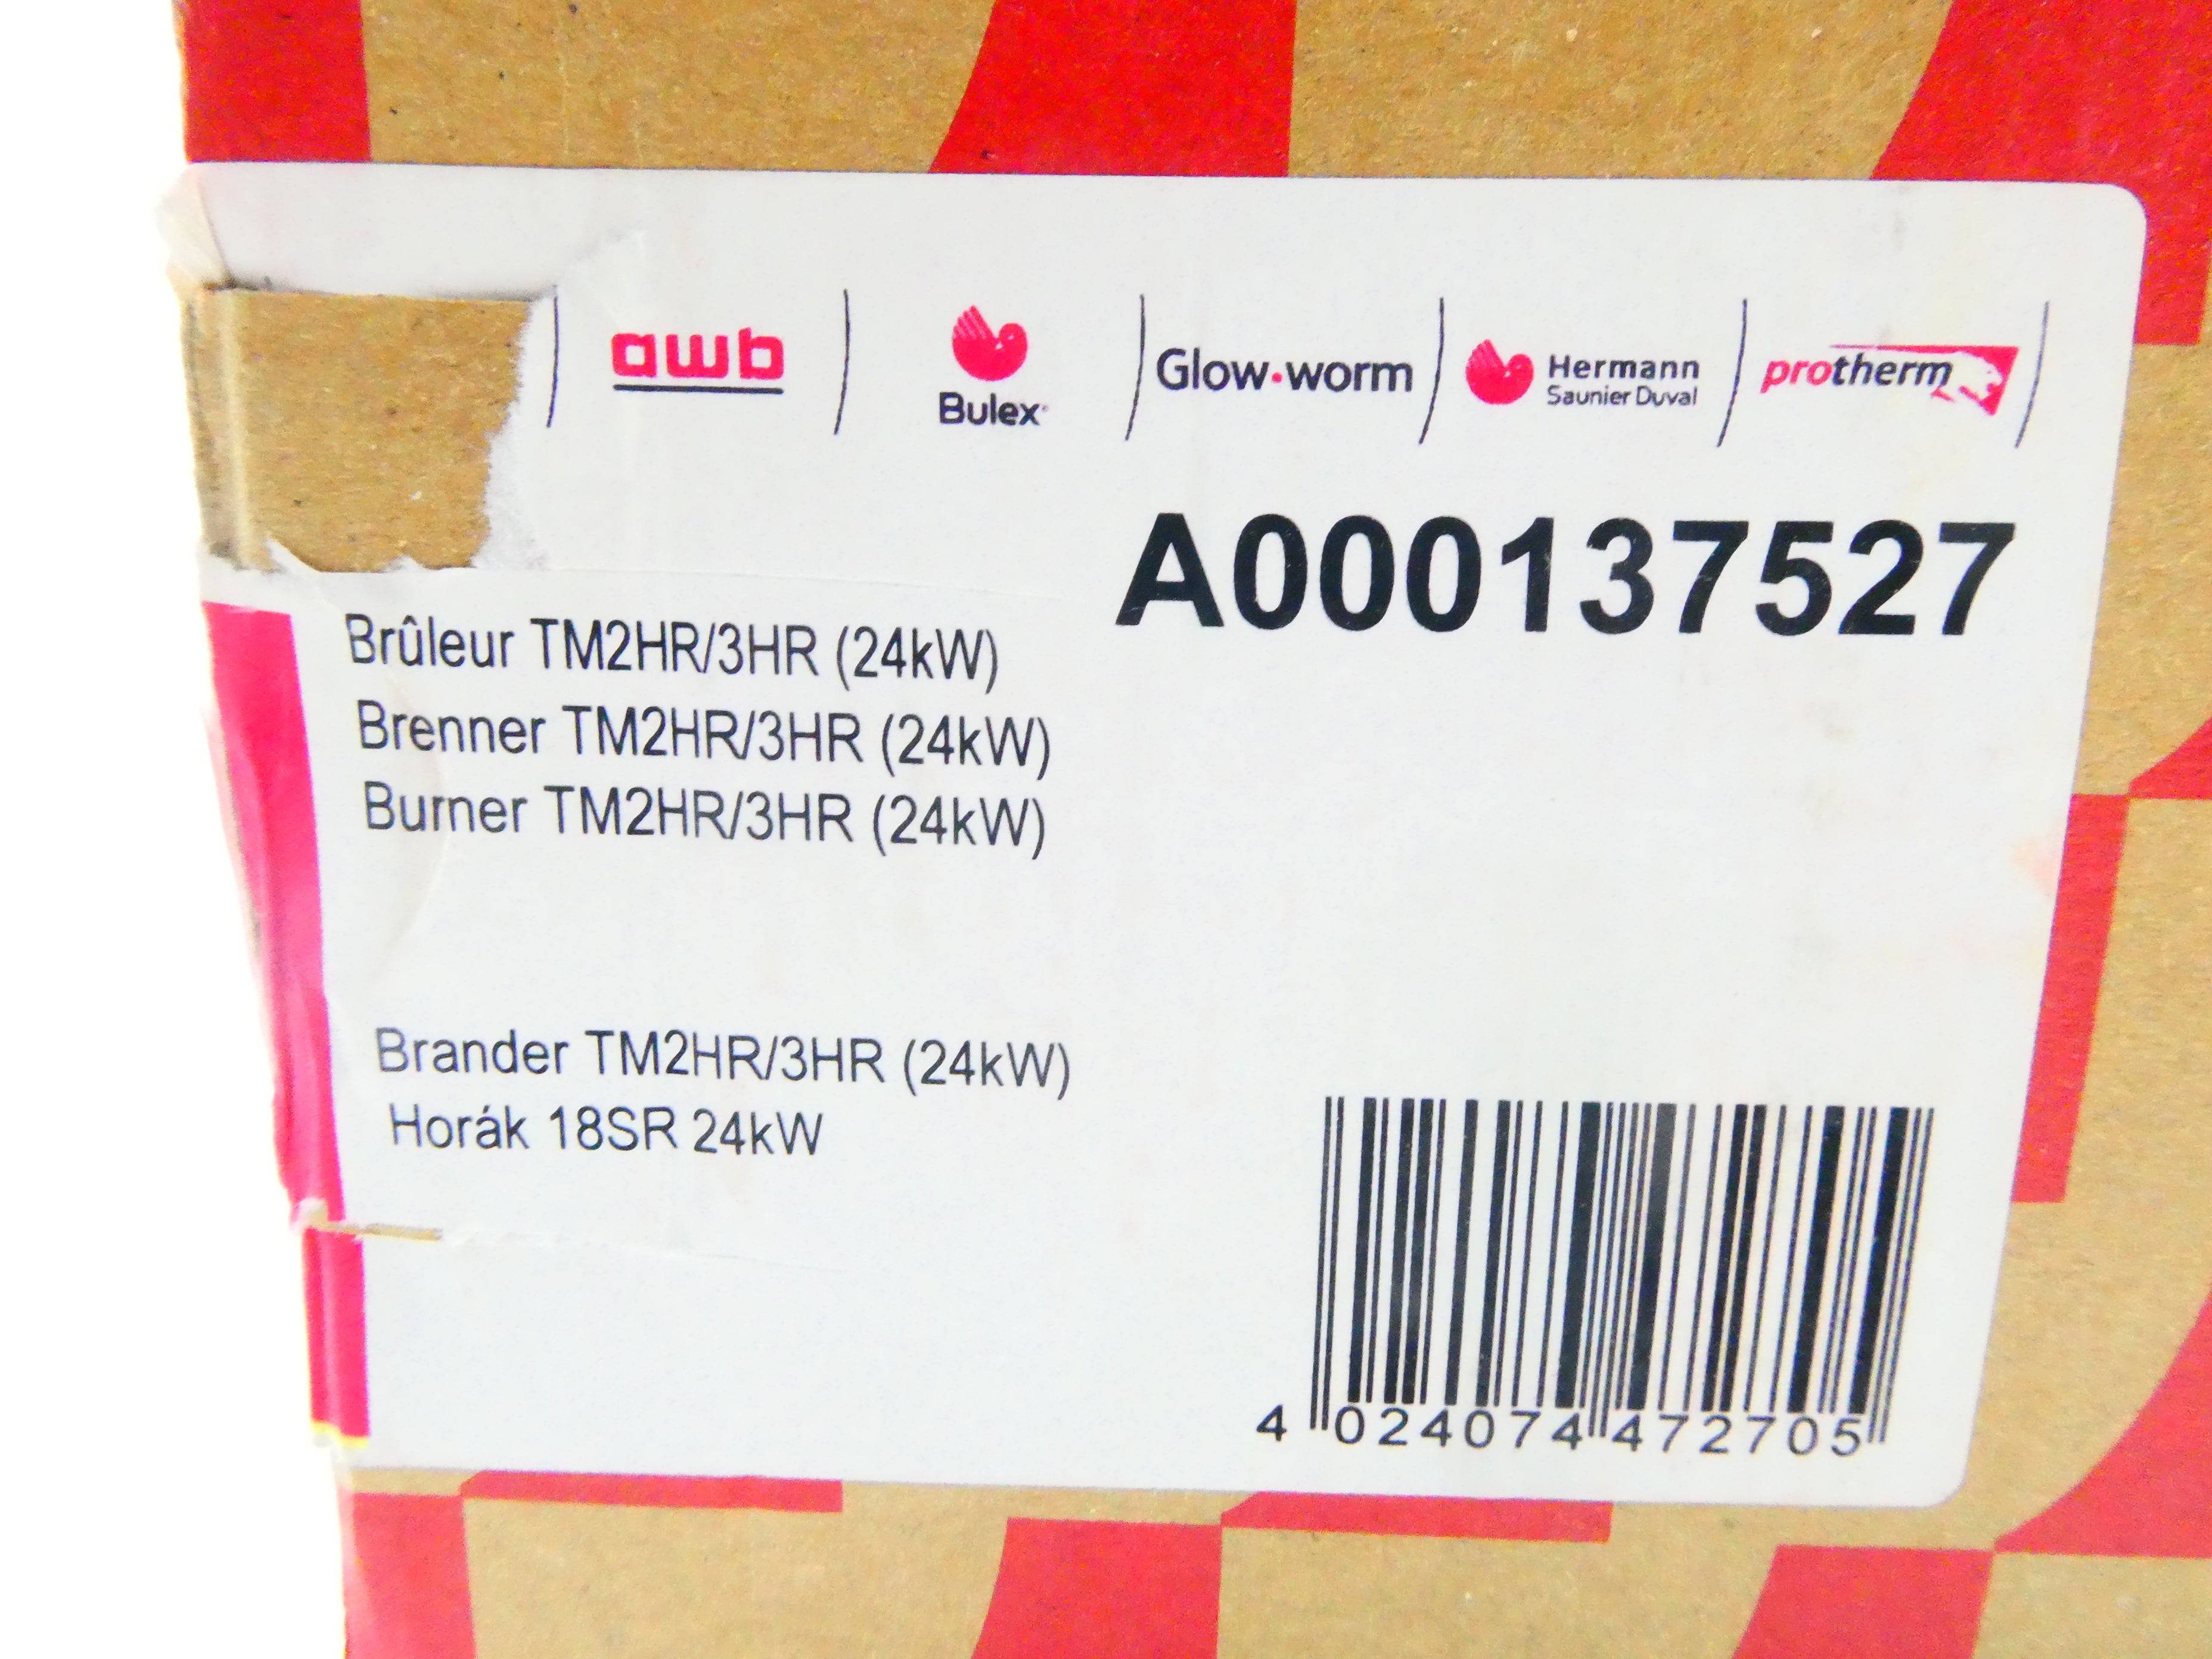 awb Bulex Glow·worm Hermann Saunier Duval protherm
A000137527
Brûleur TM2HR/3HR (24kW)
Brenner TM2HR/3HR (24kW)
Burner TM2HR/3HR (24kW)
Brander TM2HR/3HR (24kW)
Horák 18SR 24kW
4 024074 472705